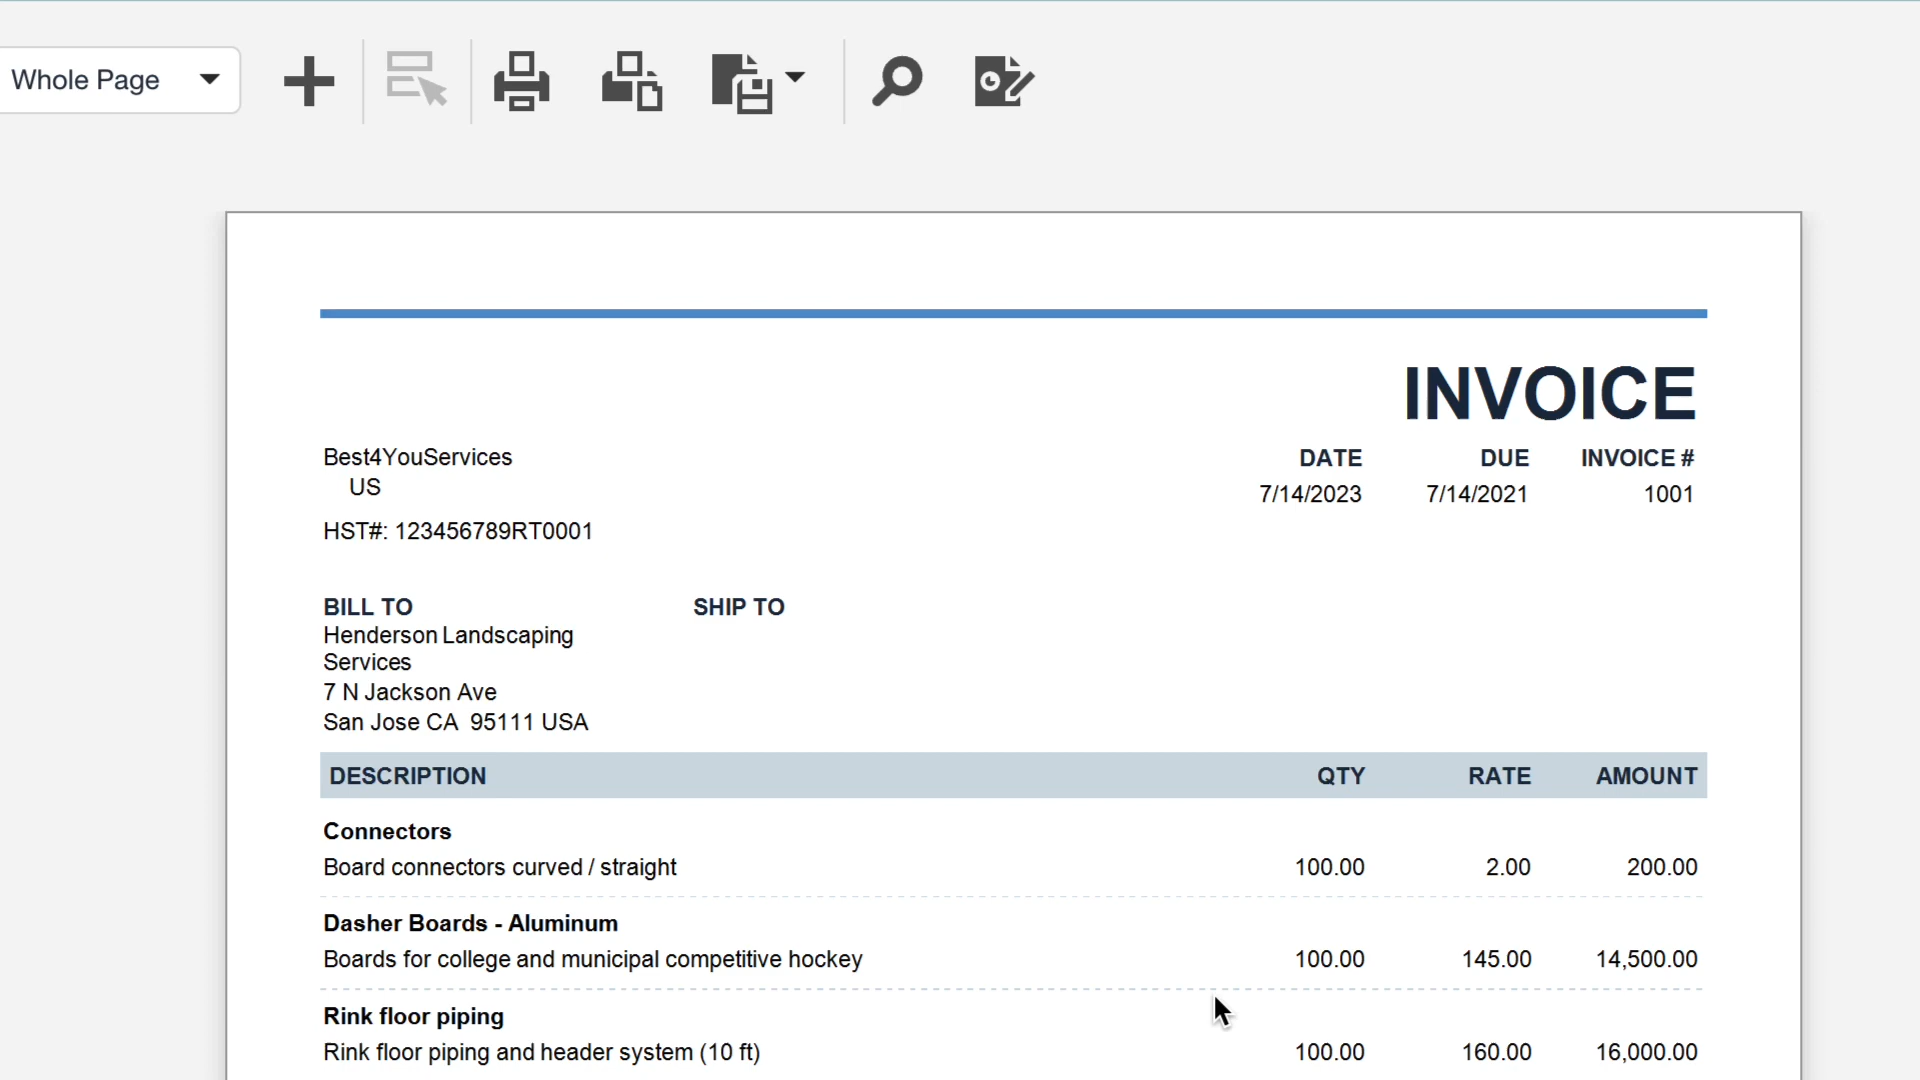 Whole Page
INVOICE
Best4YouServices
US
HST#: 123456789RT0001
DATE DUE INVOICE #
7/14/2023 7/14/2021 1001
BILL TO
Henderson Landscaping
Services
7 N Jackson Ave
San Jose CA 95111 USA
SHIP TO
DESCRIPTION QTY RATE AMOUNT
Connectors
Board connectors curved / straight 100.00 2.00 200.00
Dasher Boards - Aluminum
Boards for college and municipal competitive hockey 100.00 145.00 14,500.00
Rink floor piping
Rink floor piping and header system (10 ft) 100.00 160.00 16,000.00